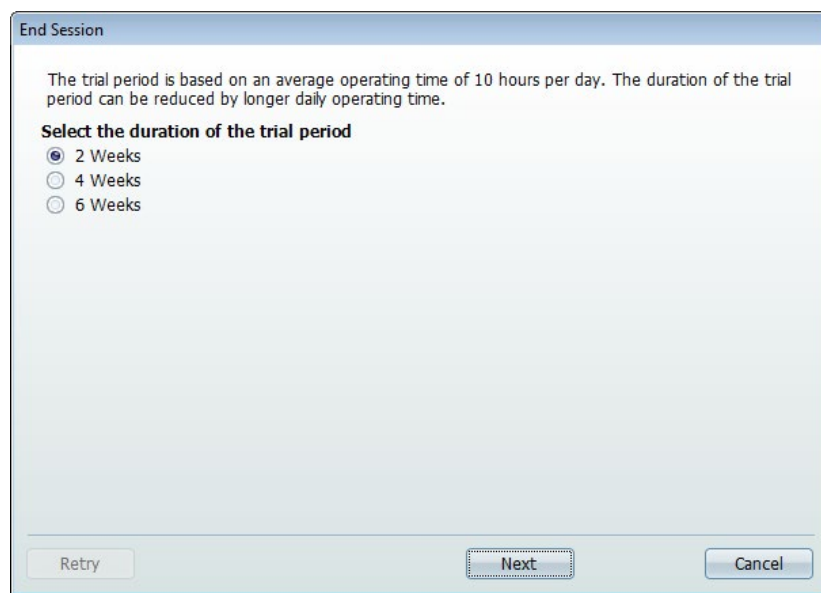 End Session
The trial period is based on an average operating time of 10 hours per day. The duration of the trial
period can be reduced by longer daily operating time.
Select the duration of the trial period
2 Weeks
4 Weeks
6 Weeks
Retry
Next
Cancel